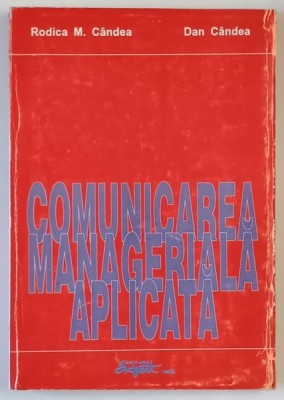 Rodica M. Cândea Dan Cândea
COMUNICAREA
MANAGERIALĂ
APLICATĂ